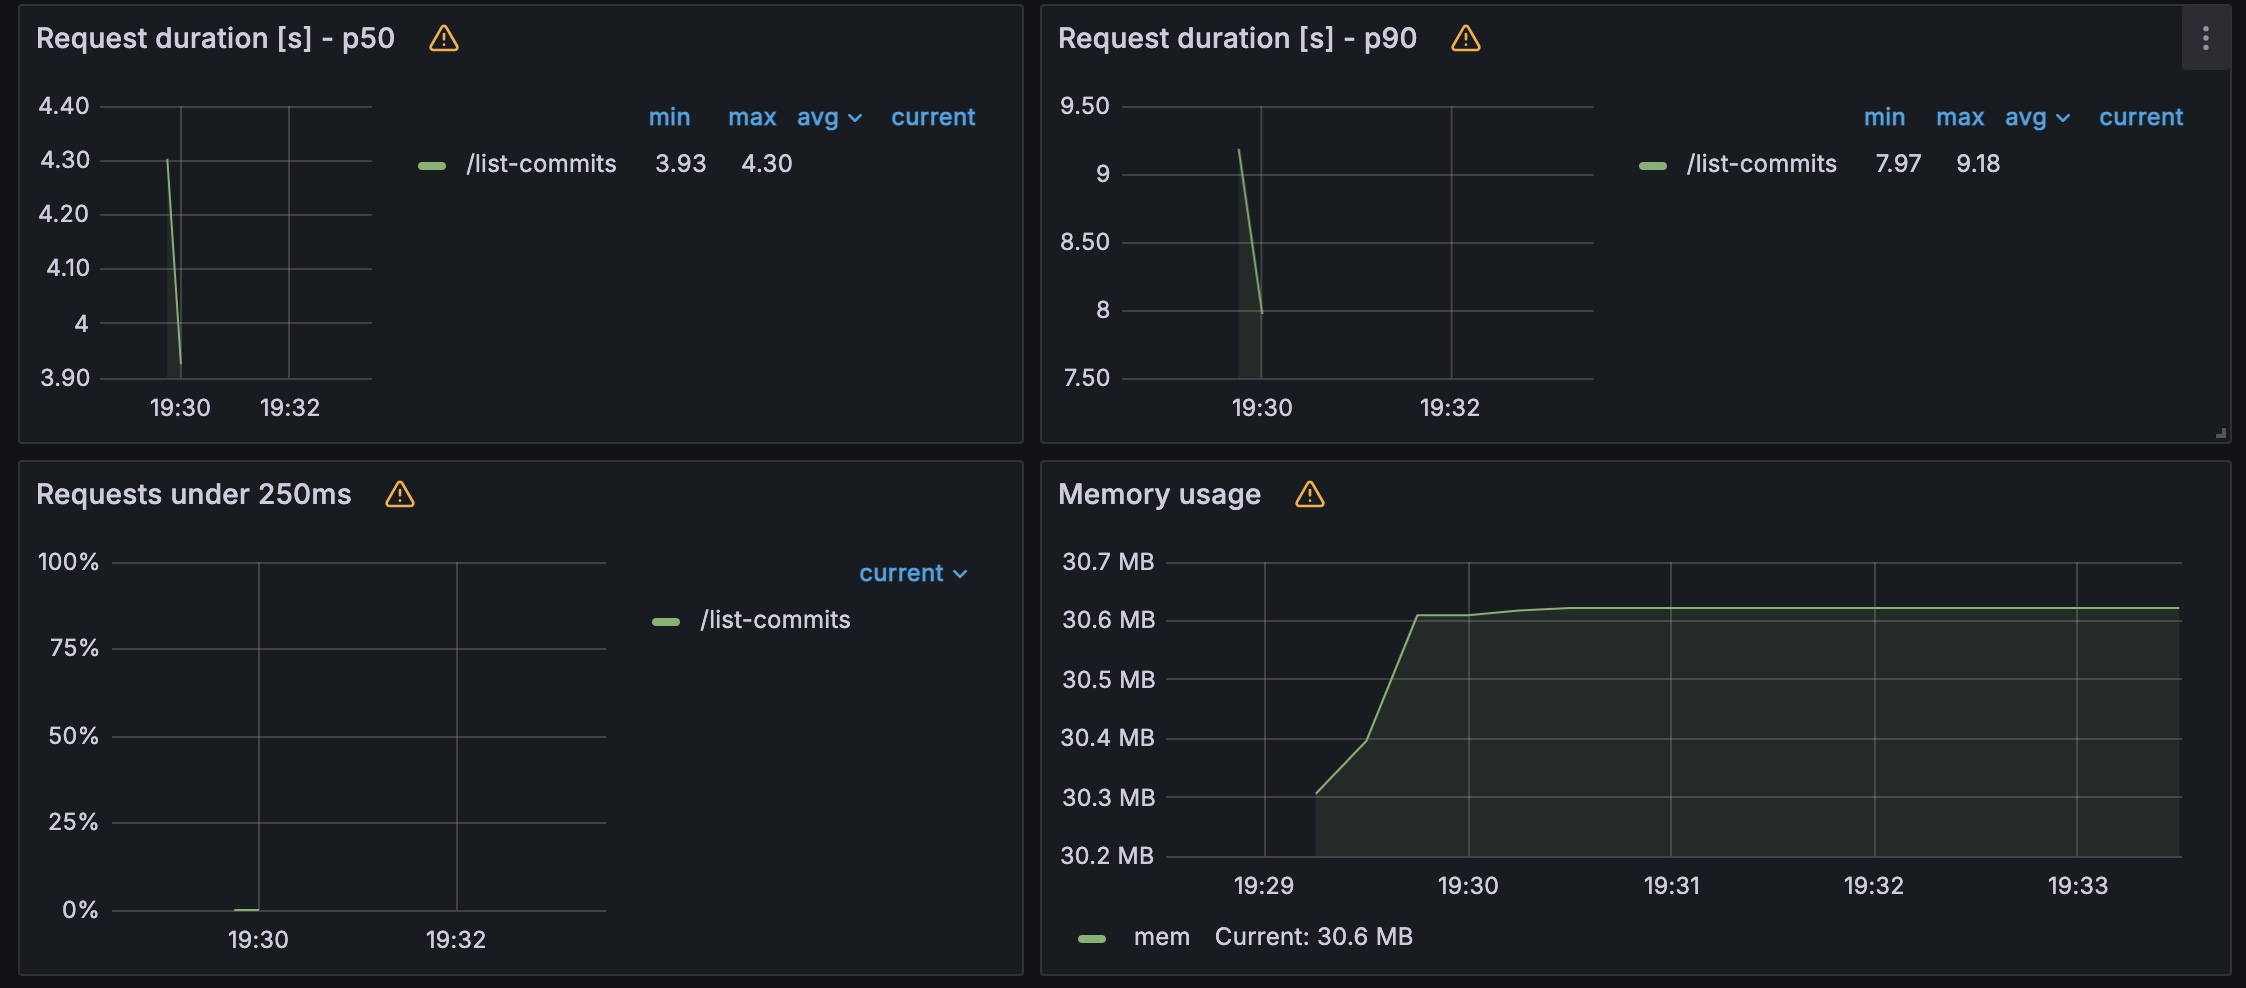 Request duration [s] - p50
4.40
4.30
4.20
4.10
4
3.90
19:30 19:32
min max avg current
/list-commits 3.93 4.30
Request duration [s] - p90
9.50
9
8.50
8
7.50
19:30 19:32
min max avg current
/list-commits 7.97 9.18
Requests under 250ms
100%
75%
50%
25%
0%
19:30 19:32
current
/list-commits
Memory usage
30.7 MB
30.6 MB
30.5 MB
30.4 MB
30.3 MB
30.2 MB
19:29 19:30 19:31 19:32 19:33
mem Current: 30.6 MB